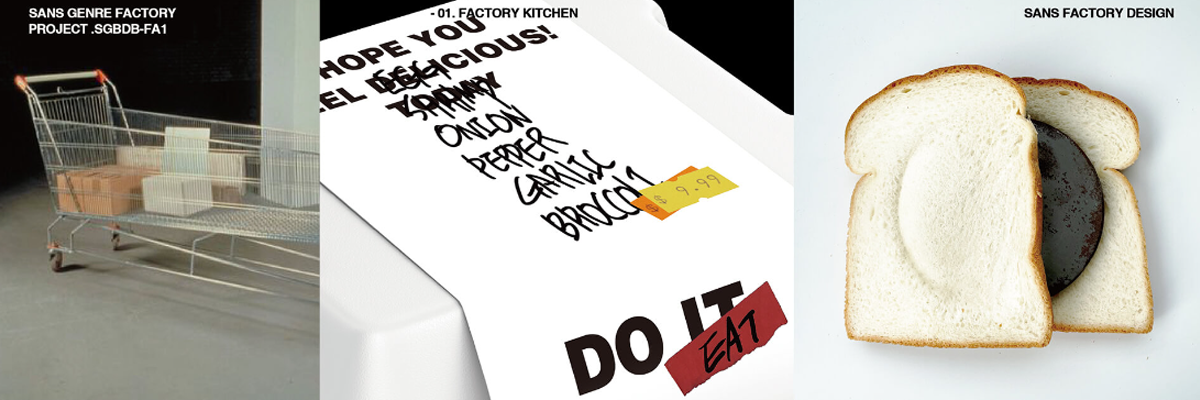 SANS GENRE FACTORY
PROJECT .SGBDB-FA1
- 01. FACTORY KITCHEN
HOPE YOU
EL DELICIOUS!
ONION
PEPPER
GARLIC
BROCCO
$ 9.99
DO IT
EAT
SANS FACTORY DESIGN